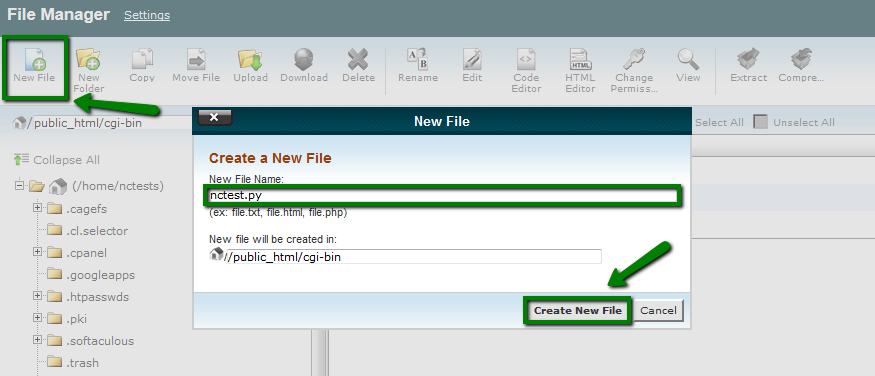 File Manager Settings
New File
New Folder
Copy
Move File
Upload
Download
Delete
Rename
Edit
Code Editor
HTML Editor
Change Permiss...
View
Extract
Compre...
/public_html/cgi-bin
Select All
Unselect All
Collapse All
(/home/nctests)
.cagefs
.cl.selector
.cpanel
.googleapps
.htpasswds
.pki
.softaculous
.trash
New File
Create a New File
New File Name:
nctest.py
(ex: file.txt, file.html, file.php)
New file will be created in:
//public_html/cgi-bin
Create New File Cancel